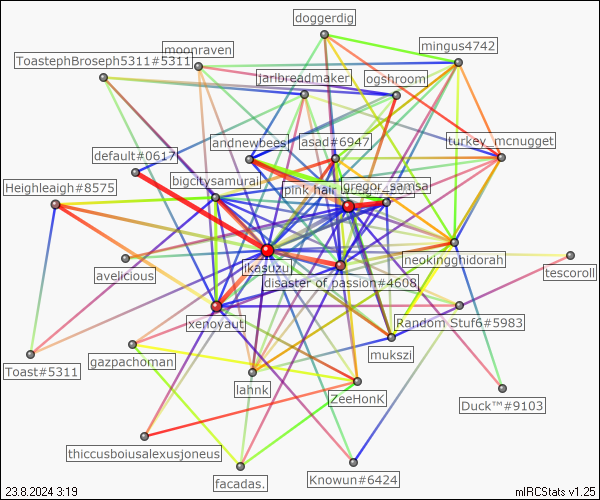 doggerdig
moonraven
mingus4742
ToastephBroseph5311#5311
jarlbreadmaker
ogshroom
andnewbees
asad#6947
turkey_mcnugget
default#0617
bigcitysamurai
pink hair
gregor_samsa
Heighleaigh#8575
neokingghidorah
avelicious
ikasuzu
tescoroll
disaster of passion#4608
xenoyaut
Random Stuf6#5983
mukszi
gazpachoman
Toast#5311
lahnk
ZeeHonK
Duck™#9103
thiccusboiusalexusjoneus
facadas.
Knowun#6424
23.8.2024 3:19
mIRCStats v1.25